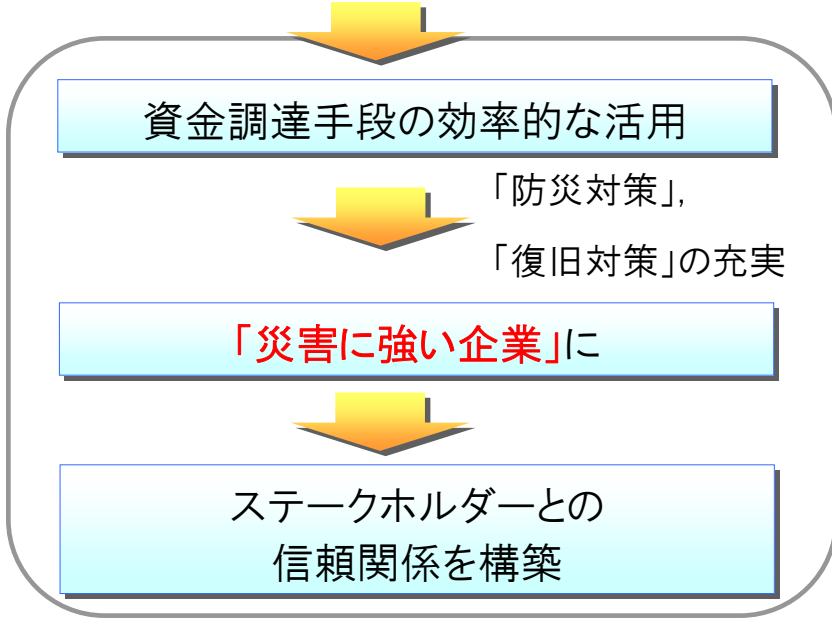 資金調達手段の効率的な活用
「防災対策」,
「復旧対策」の充実
「災害に強い企業」に
ステークホルダーとの
信頼関係を構築